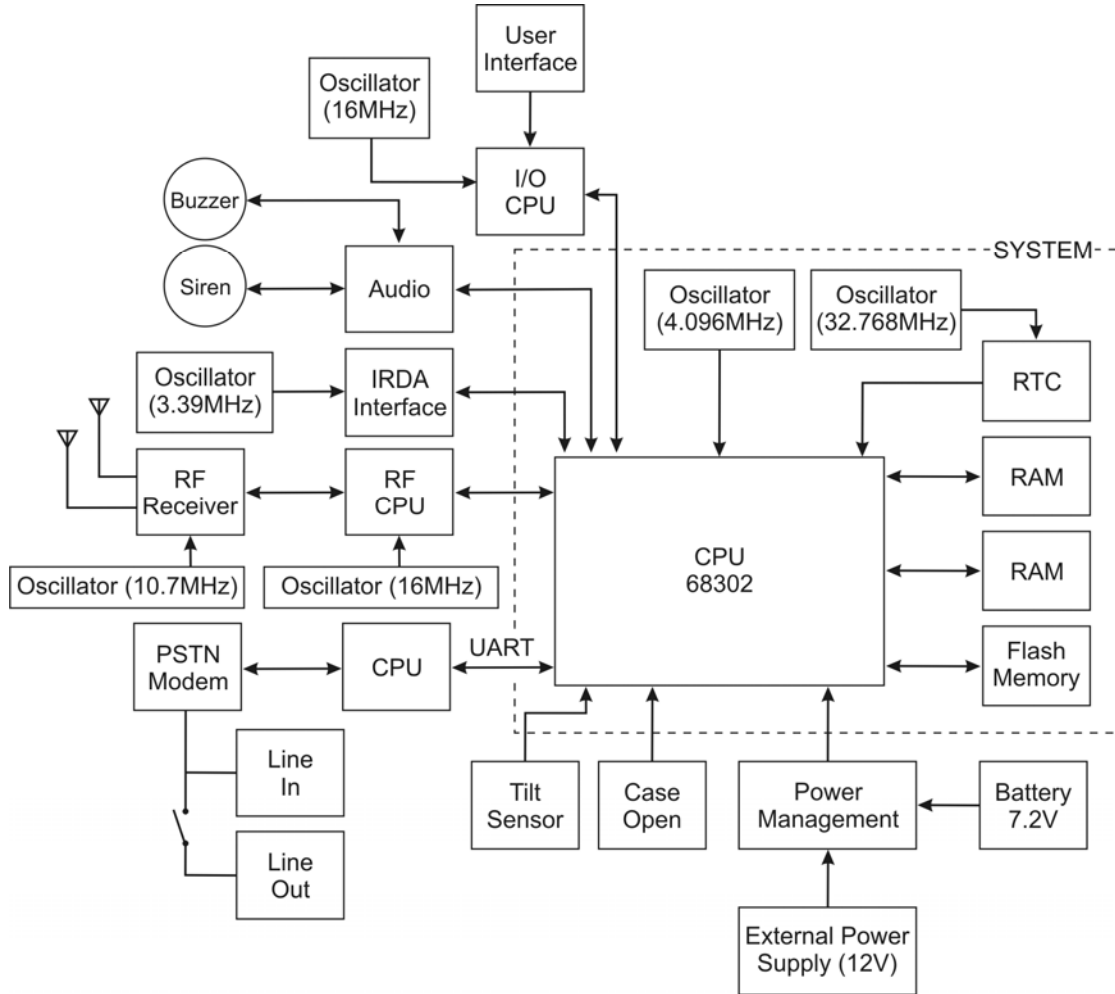 User
Interface
Oscillator
(16MHz)
I/O
CPU
Buzzer
SYSTEM
Siren
Audio
Oscillator
(4.096MHz)
Oscillator
(32.768MHz)
Oscillator
(3.39MHz)
IRDA
Interface
RTC
RF
Receiver
RF
CPU
RAM
CPU
68302
RAM
Oscillator (10.7MHz)
Oscillator (16MHz)
PSTN
Modem
CPU
UART
Flash
Memory
Line
In
Tilt
Sensor
Case
Open
Power
Management
Battery
7.2V
Line
Out
External Power
Supply (12V)